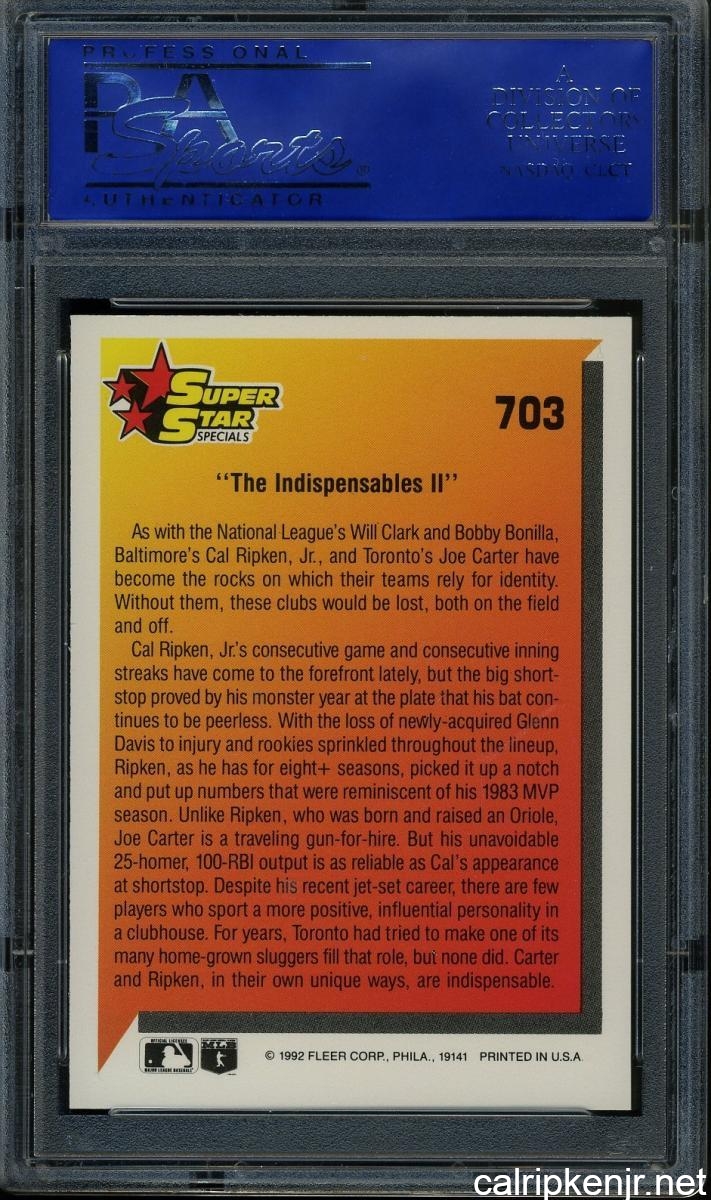 PROFESSIONAL
PSA
Sports
AUTHENTICATOR
A
DIVISION OF
COLLECTORS
UNIVERSE
NASDAQ: CLCT
SUPER
STAR
SPECIALS
703
“The Indispensables II”
As with the National League's Will Clark and Bobby Bonilla,
Baltimore's Cal Ripken, Jr., and Toronto's Joe Carter have
become the rocks on which their teams rely for identity.
Without them, these clubs would be lost, both on the field
and off.
Cal Ripken, Jr.'s consecutive game and consecutive inning
streaks have come to the forefront lately, but the big short-
stop proved by his monster year at the plate that his bat con-
tinues to be peerless. With the loss of newly-acquired Glenn
Davis to injury and rookies sprinkled throughout the lineup,
Ripken, as he has for eight+ seasons, picked it up a notch
and put up numbers that were reminiscent of his 1983 MVP
season. Unlike Ripken, who was born and raised an Oriole,
Joe Carter is a traveling gun-for-hire. But his unavoidable
25-homer, 100-RBI output is as reliable as Cal's appearance
at shortstop. Despite his recent jet-set career, there are few
players who sport a more positive, influential personality in
a clubhouse. For years, Toronto had tried to make one of its
many home-grown sluggers fill that role, but none did. Carter
and Ripken, in their own unique ways, are indispensable.
OFFICIAL LICENSEE
MAJOR LEAGUE BASEBALL
MLB
© 1992 FLEER CORP., PHILA., 19141 PRINTED IN U.S.A.
calripkenjr.net